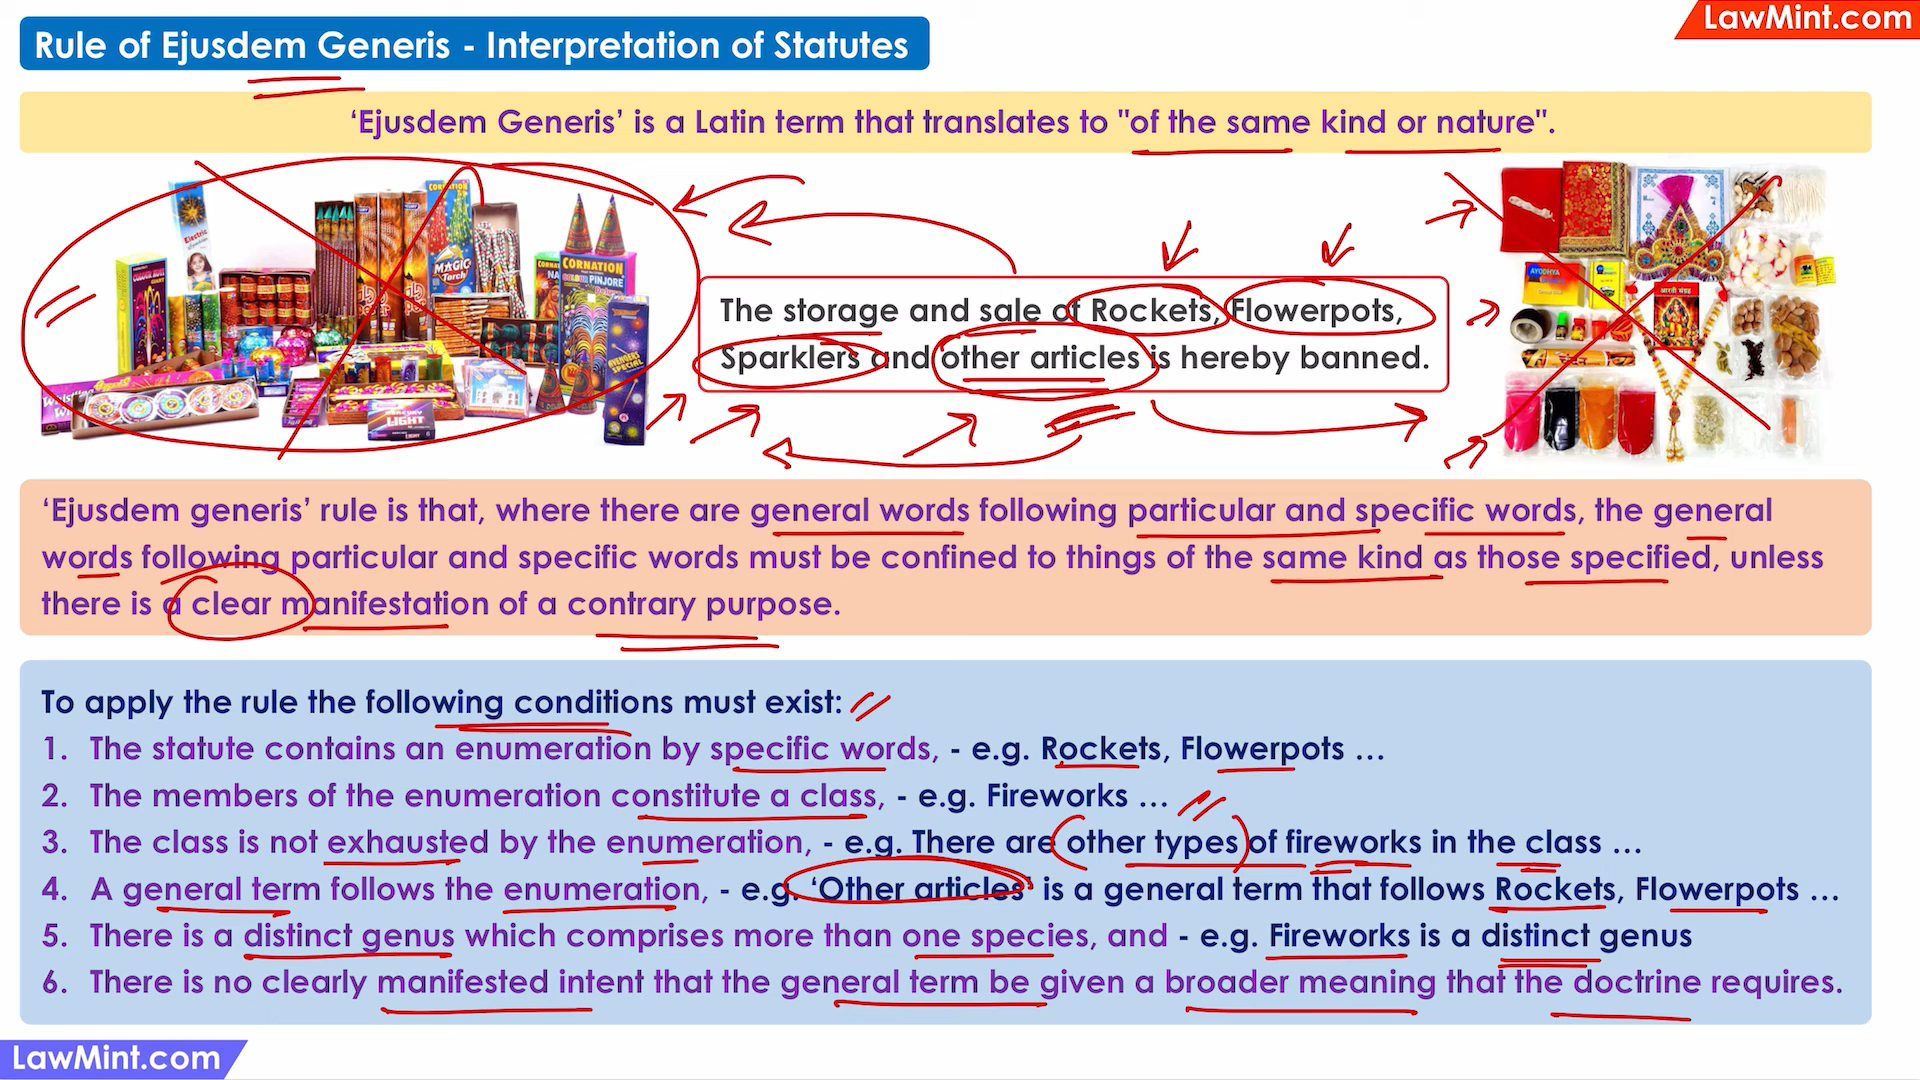 LawMint.com
Rule of Ejusdem Generis - Interpretation of Statutes
‘Ejusdem Generis’ is a Latin term that translates to "of the same kind or nature".
Electric
CORNATION
MAGIC
Torch
CORNATION
PINJORE
LIGHT
AYODHYA
The storage and sale of Rockets, Flowerpots,
Sparklers and other articles is hereby banned.
‘Ejusdem generis’ rule is that, where there are general words following particular and specific words, the general
words following particular and specific words must be confined to things of the same kind as those specified, unless
there is a clear manifestation of a contrary purpose.
To apply the rule the following conditions must exist:
1. The statute contains an enumeration by specific words, - e.g. Rockets, Flowerpots ...
2. The members of the enumeration constitute a class, - e.g. Fireworks ...
3. The class is not exhausted by the enumeration, - e.g. There are other types of fireworks in the class ...
4. A general term follows the enumeration, - e.g. ‘Other articles’ is a general term that follows Rockets, Flowerpots ...
5. There is a distinct genus which comprises more than one species, and - e.g. Fireworks is a distinct genus
6. There is no clearly manifested intent that the general term be given a broader meaning that the doctrine requires.
LawMint.com